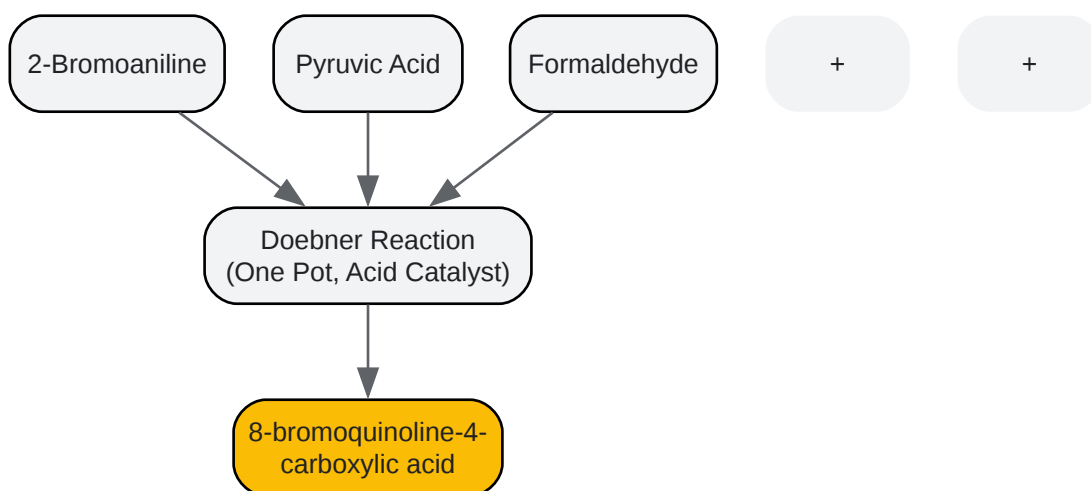 2-Bromoaniline
Pyruvic Acid
Formaldehyde
+
+
Doebner Reaction
(One Pot, Acid Catalyst)
8-bromoquinoline-4-
carboxylic acid